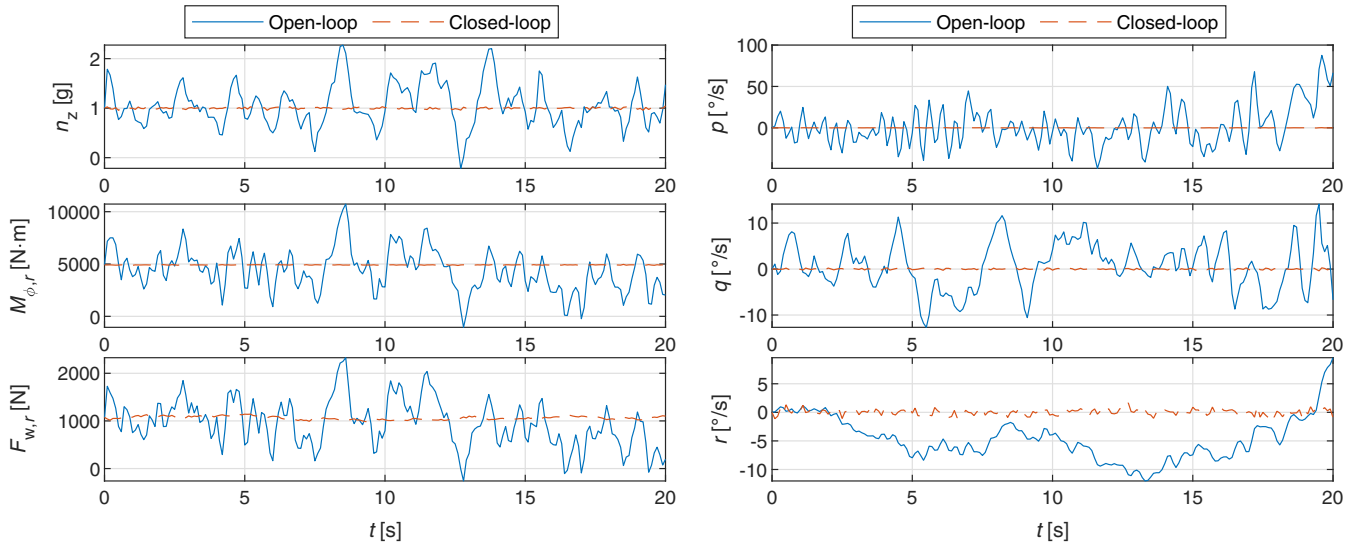 Open-loop Closed-loop
n_z [g]
2
1
0
0 5 10 15 20
M_ϕ,r [N·m]
10000
5000
0
0 5 10 15 20
F_w,r [N]
2000
1000
0
0 5 10 15 20
t [s]
Open-loop Closed-loop
p [°/s]
100
50
0
0 5 10 15 20
q [°/s]
10
0
-10
0 5 10 15 20
r [°/s]
5
0
-5
-10
0 5 10 15 20
t [s]